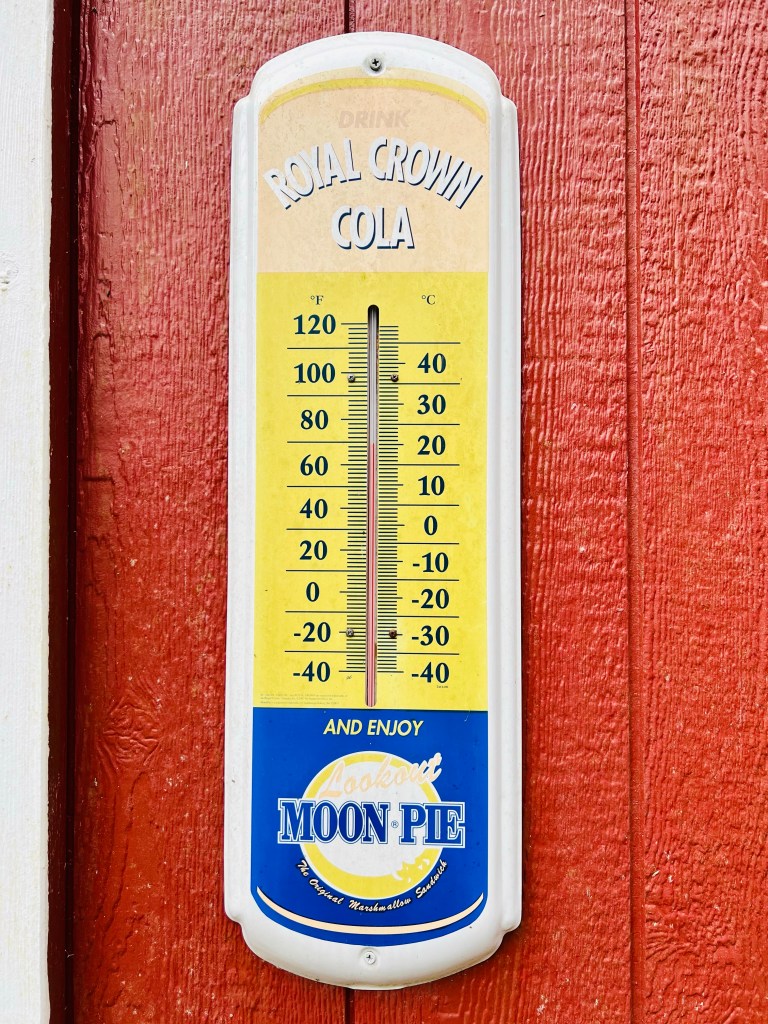 DRINK
ROYAL CROWN
COLA
°F °C
120
40
100
30
80
20
60
10
40
0
20
-10
0
-20
-20
-30
-40 -40
AND ENJOY
Lookout
MOON® PIE
The Original Marshmallow Sandwich